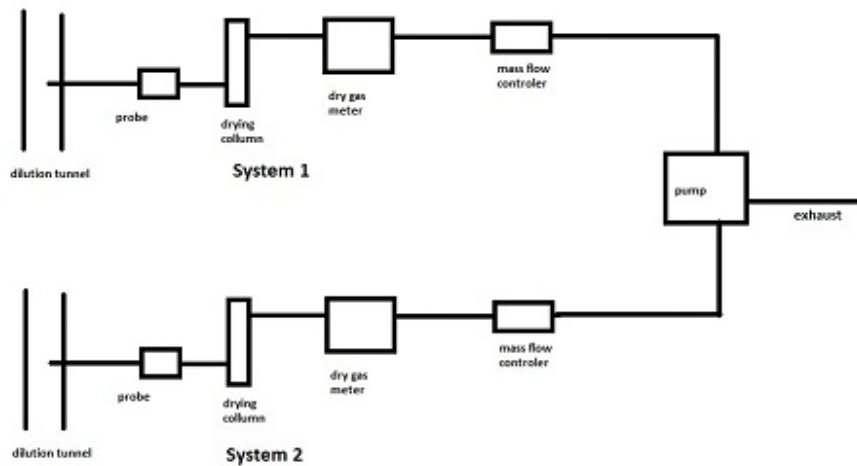 probe
drying
collumn
dry gas
meter
mass flow
controler
dilution tunnel
System 1
pump
exhaust
probe
drying
collumn
dry gas
meter
mass flow
controler
dilution tunnel
System 2